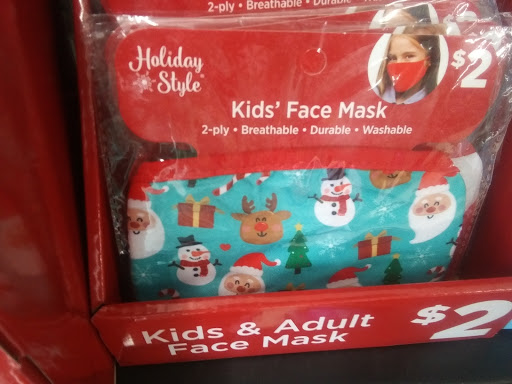 2-ply • Breathable • Durable • Washable
Holiday
Style
$2
Kids' Face Mask
2-ply • Breathable • Durable • Washable
Kids & Adult
Face Mask
$2